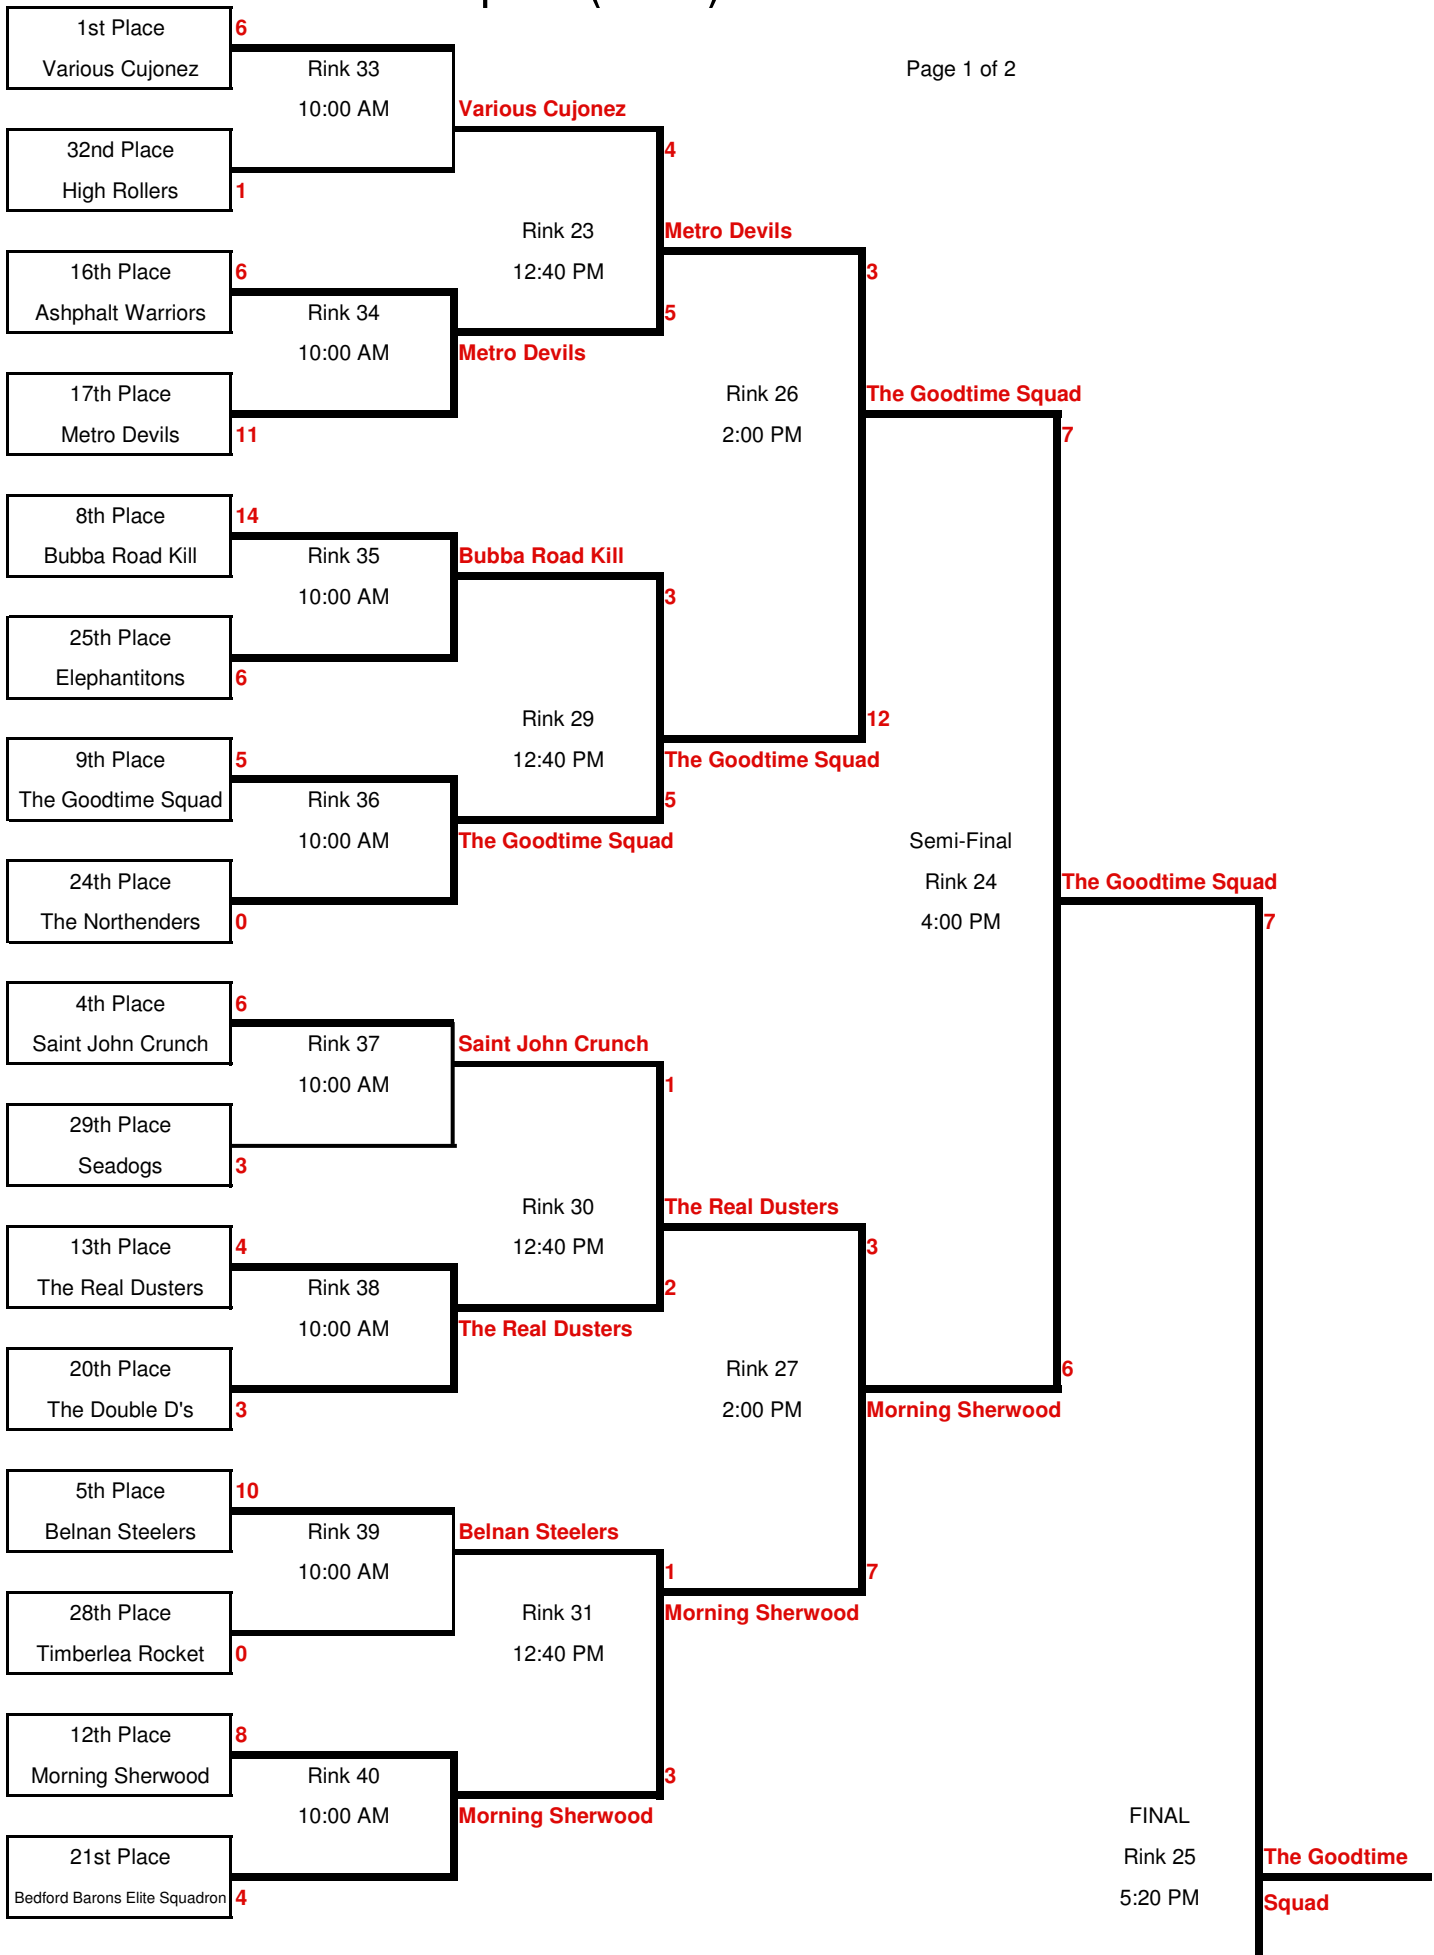 1st Place
6
Various Cujonez
Rink 33
Page 1 of 2
10:00 AM
Various Cujonez
32nd Place
4
High Rollers
1
Rink 23
Metro Devils
16th Place
6
12:40 PM
3
Ashphalt Warriors
Rink 34
5
10:00 AM
Metro Devils
17th Place
Rink 26
The Goodtime Squad
Metro Devils
11
2:00 PM
7
8th Place
14
Bubba Road Kill
Rink 35
Bubba Road Kill
10:00 AM
3
25th Place
Elephantitons
6
Rink 29
12
9th Place
5
12:40 PM
The Goodtime Squad
The Goodtime Squad
Rink 36
5
10:00 AM
The Goodtime Squad
Semi-Final
24th Place
Rink 24
The Goodtime Squad
The Northenders
0
4:00 PM
7
4th Place
6
Saint John Crunch
Rink 37
Saint John Crunch
10:00 AM
1
29th Place
Seadogs
3
Rink 30
The Real Dusters
13th Place
4
12:40 PM
3
The Real Dusters
Rink 38
2
10:00 AM
The Real Dusters
20th Place
Rink 27
6
The Double D's
3
2:00 PM
Morning Sherwood
5th Place
10
Belnan Steelers
Rink 39
Belnan Steelers
10:00 AM
1
7
28th Place
Rink 31
Morning Sherwood
Timberlea Rocket
0
12:40 PM
12th Place
8
Morning Sherwood
Rink 40
3
10:00 AM
Morning Sherwood
FINAL
21st Place
Rink 25
The Goodtime
Bedford Barons Elite Squadron
4
5:20 PM
Squad